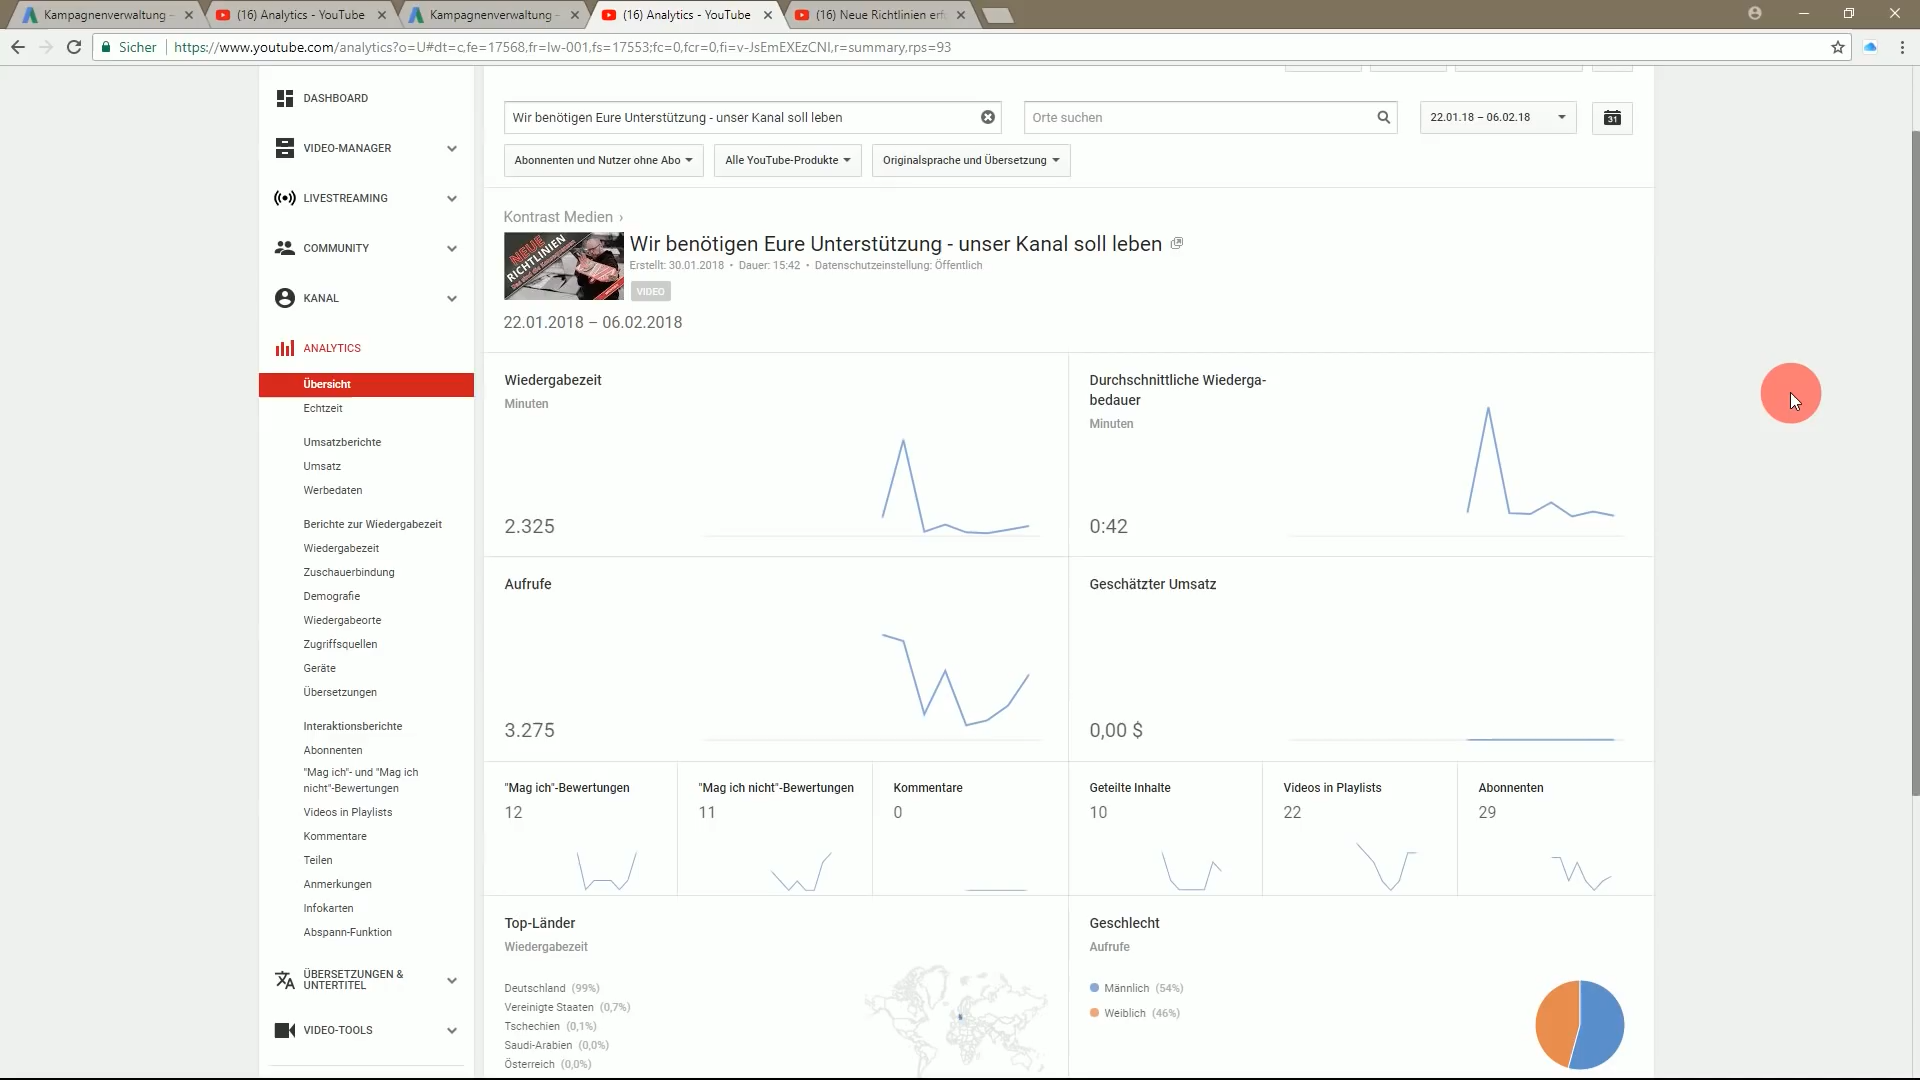 Kampagnenverwaltung -
(16) Analytics - YouTube
Kampagnenverwaltung -
(16) Analytics - YouTube
(16) Neue Richtlinien erf
Sicher
https://www.youtube.com/analytics?o=U#dt=c,fe=17568,fr=lw-001,fs=17553;fc=0,fcr=0,fi=v-JsEmEXEzCNI,r=summary,rps=93
DASHBOARD
VIDEO-MANAGER
LIVESTREAMING
COMMUNITY
KANAL
ANALYTICS
Übersicht
Echtzeit
Umsatzberichte
Umsatz
Werbedaten
Berichte zur Wiedergabezeit
Wiedergabezeit
Zuschauerbindung
Demografie
Wiedergabeorte
Zugriffsquellen
Geräte
Übersetzungen
Interaktionsberichte
Abonnenten
"Mag ich"- und "Mag ich
nicht"-Bewertungen
Videos in Playlists
Kommentare
Teilen
Anmerkungen
Infokarten
Abspann-Funktion
ÜBERSETZUNGEN &
UNTERTITEL
VIDEO-TOOLS
Wir benötigen Eure Unterstützung - unser Kanal soll leben
Orte suchen
22.01.18 – 06.02.18
31
Abonnenten und Nutzer ohne Abo
Alle YouTube-Produkte
Originalsprache und Übersetzung
Kontrast Medien ›
NEUE
RICHTLINIEN
Wir benötigen Eure Unterstützung - unser Kanal soll leben
Erstellt: 30.01.2018 • Dauer: 15:42 • Datenschutzeinstellung: Öffentlich
VIDEO
22.01.2018 – 06.02.2018
Wiedergabezeit
Minuten
2.325
Durchschnittliche Wiederga-
bedauer
Minuten
0:42
Aufrufe
3.275
Geschätzter Umsatz
0,00 $
"Mag ich"-Bewertungen
12
"Mag ich nicht"-Bewertungen
11
Kommentare
0
Geteilte Inhalte
10
Videos in Playlists
22
Abonnenten
29
Top-Länder
Wiedergabezeit
Deutschland (99%)
Vereinigte Staaten (0,7%)
Tschechien (0,1%)
Saudi-Arabien (0,0%)
Österreich (0,0%)
Geschlecht
Aufrufe
Männlich (54%)
Weiblich (46%)